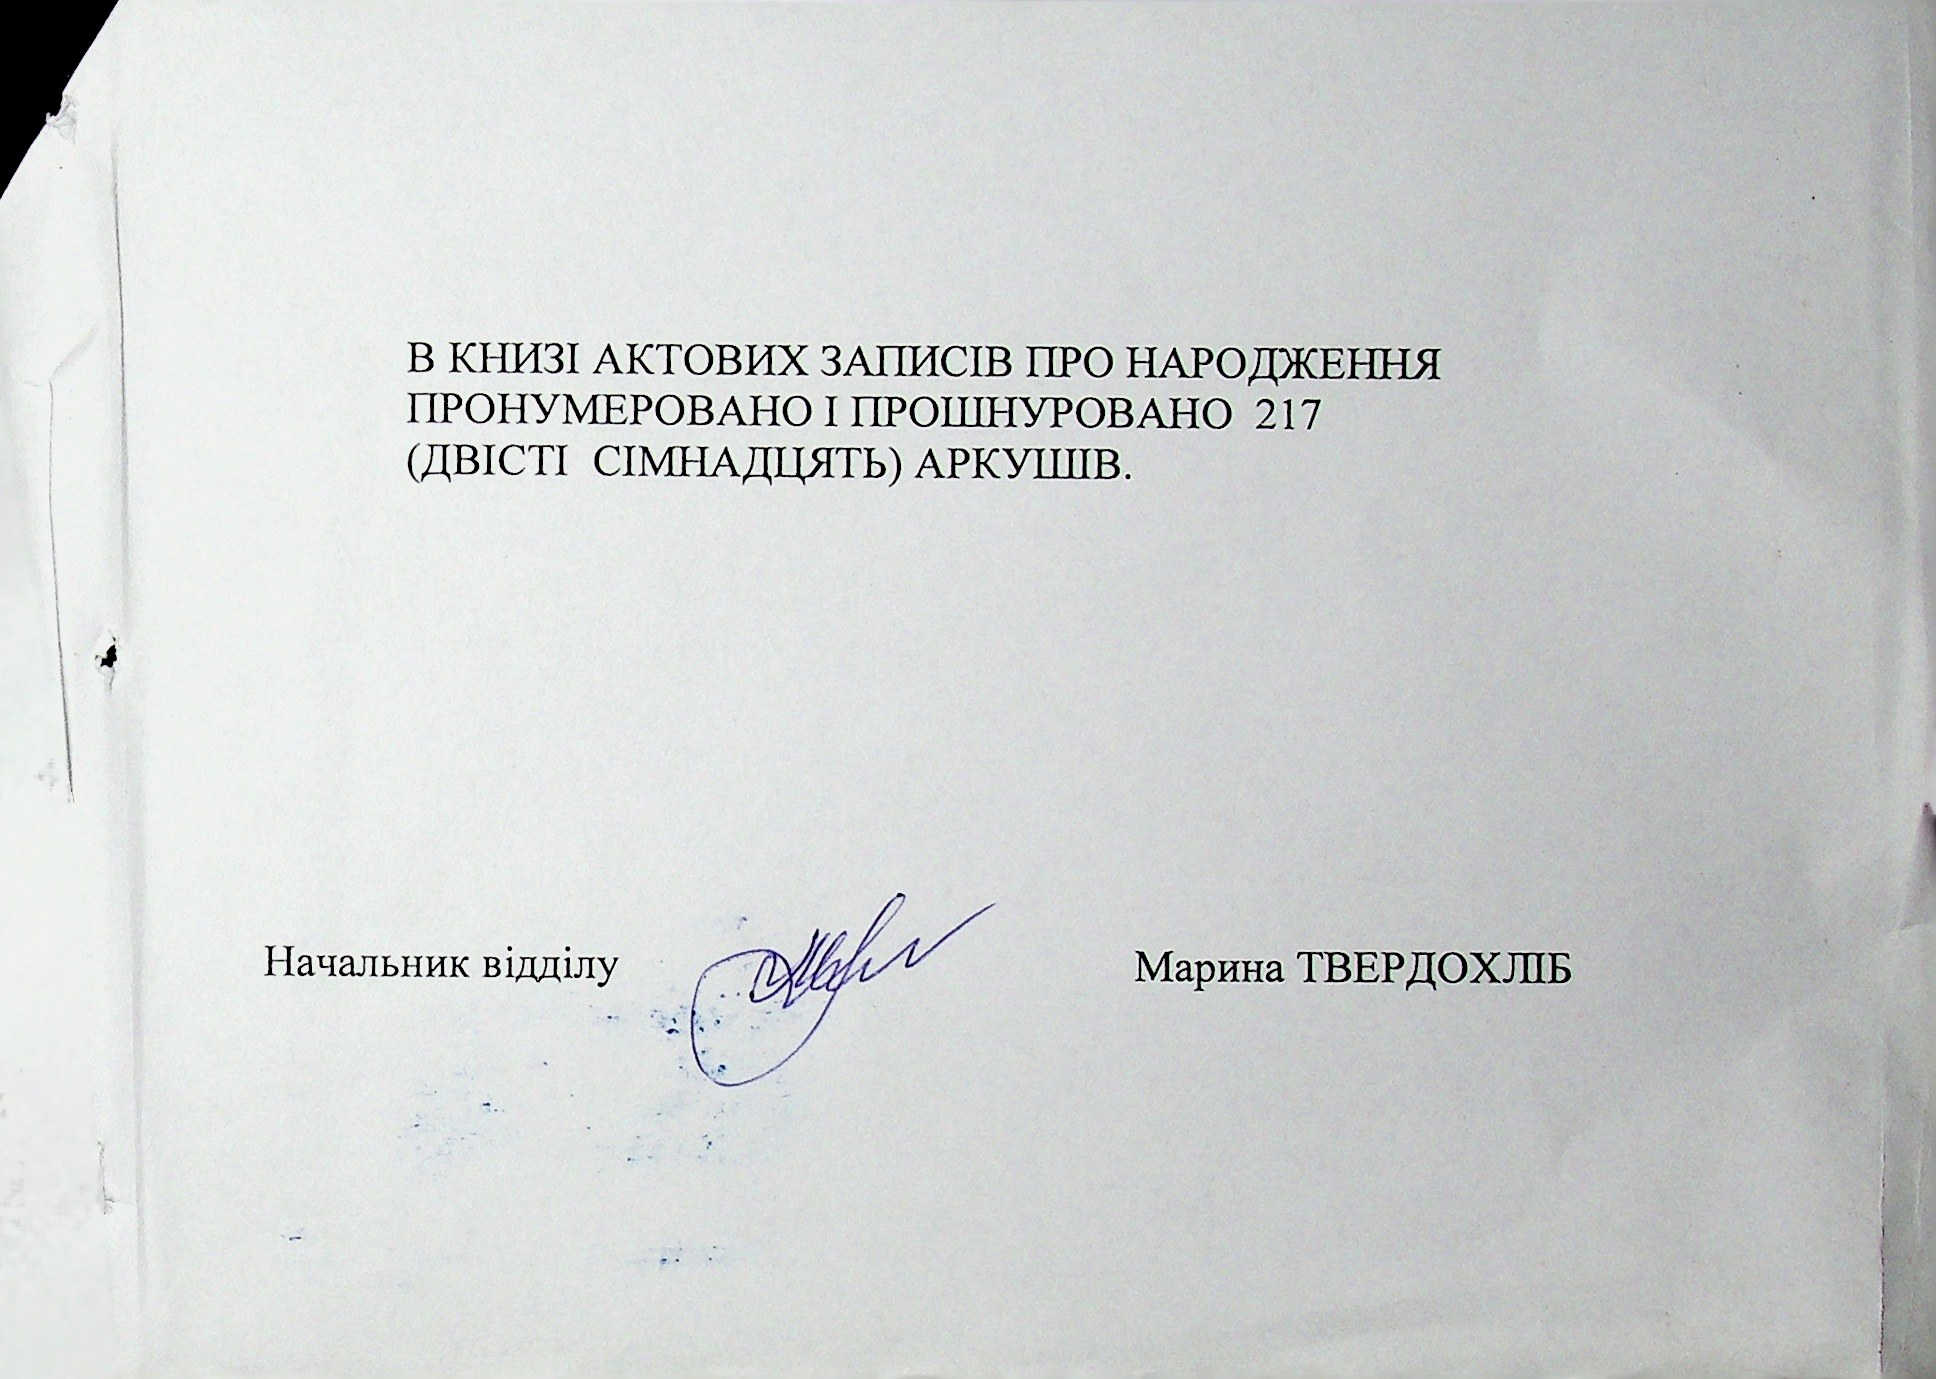 В КНИЗІ АКТОВИХ ЗАПИСІВ ПРО НАРОДЖЕННЯ
ПРОНУМЕРОВАНО І ПРОШНУРОВАНО 217
(ДВІСТІ СІМНАДЦЯТЬ) АРКУШІВ.
Начальник відділу Марина ТВЕРДОХЛІБ